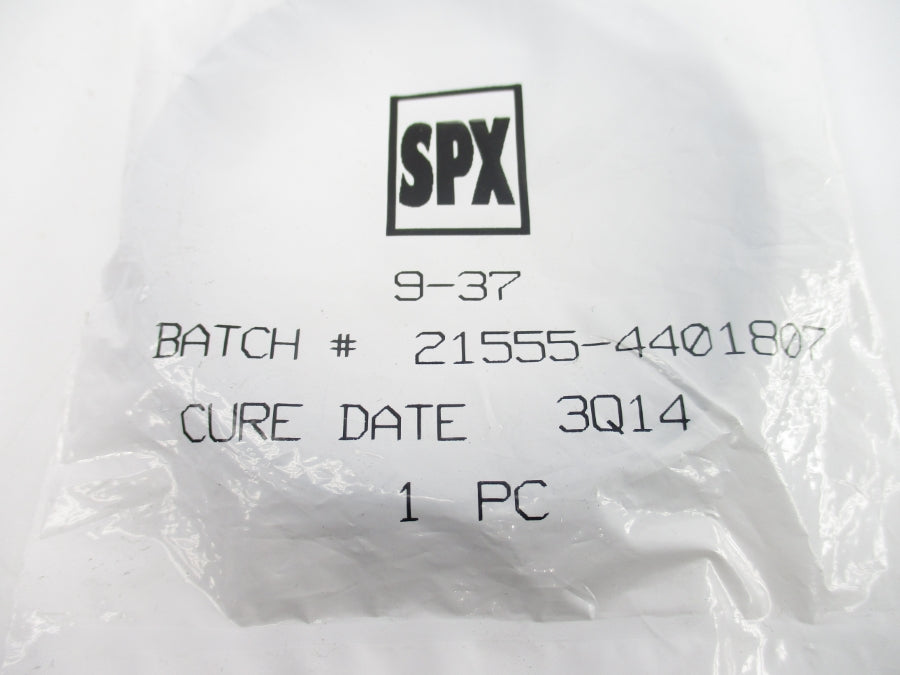 SPX
9-37
BATCH # 21555-4401807
CURE DATE 3Q14
1 PC